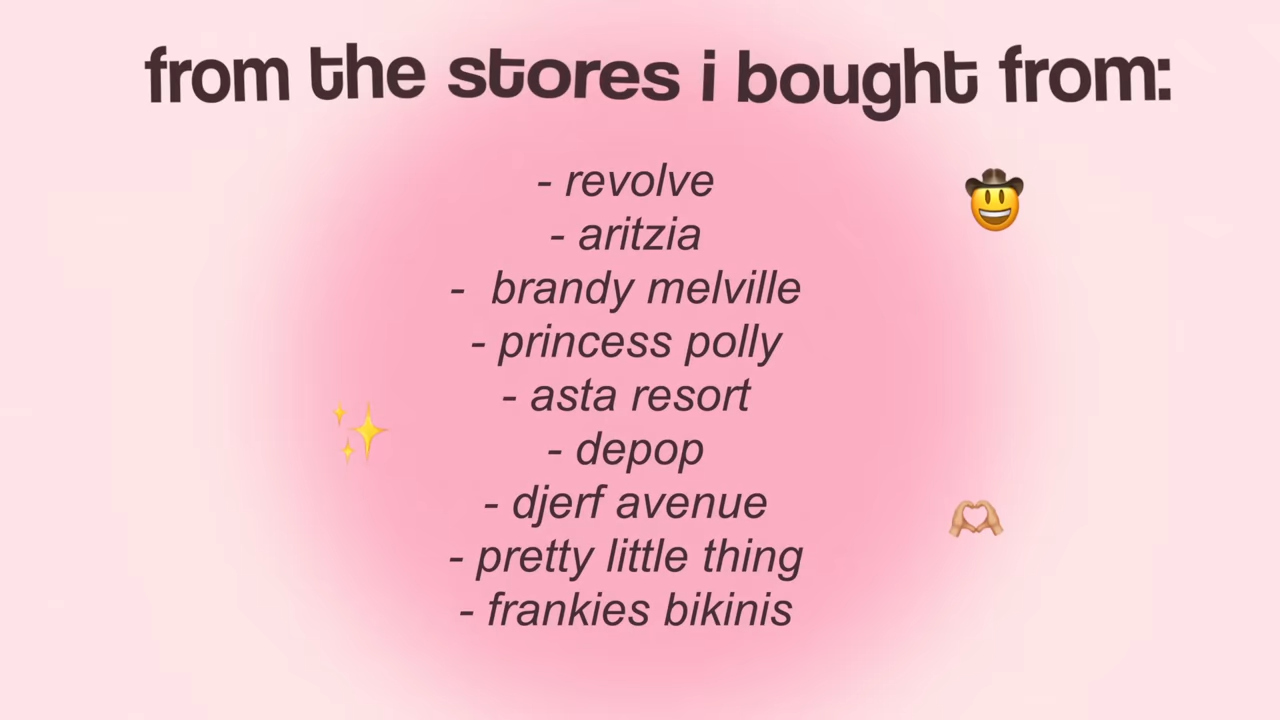 from the stores i bought from:
- revolve
- aritzia
-  brandy melville
- princess polly
- asta resort
- depop
- djerf avenue
- pretty little thing
- frankies bikinis